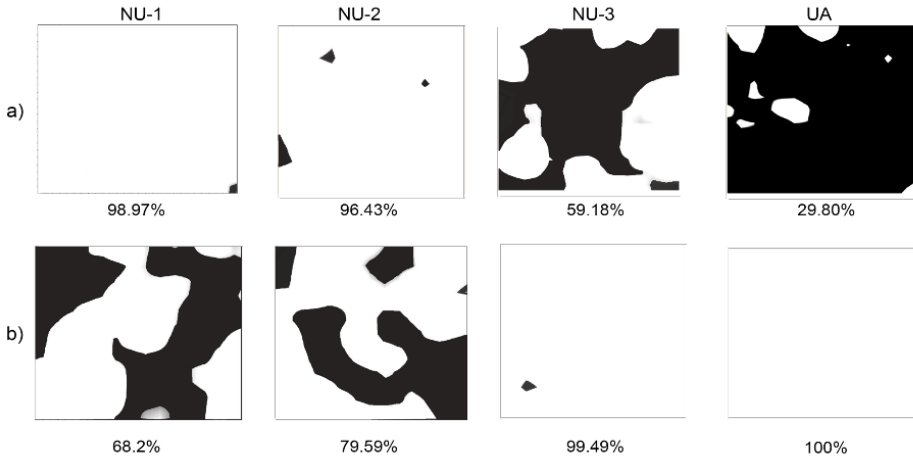 NU-1 NU-2 NU-3 UA
a)
98.97% 96.43% 59.18% 29.80%
b)
68.2% 79.59% 99.49% 100%